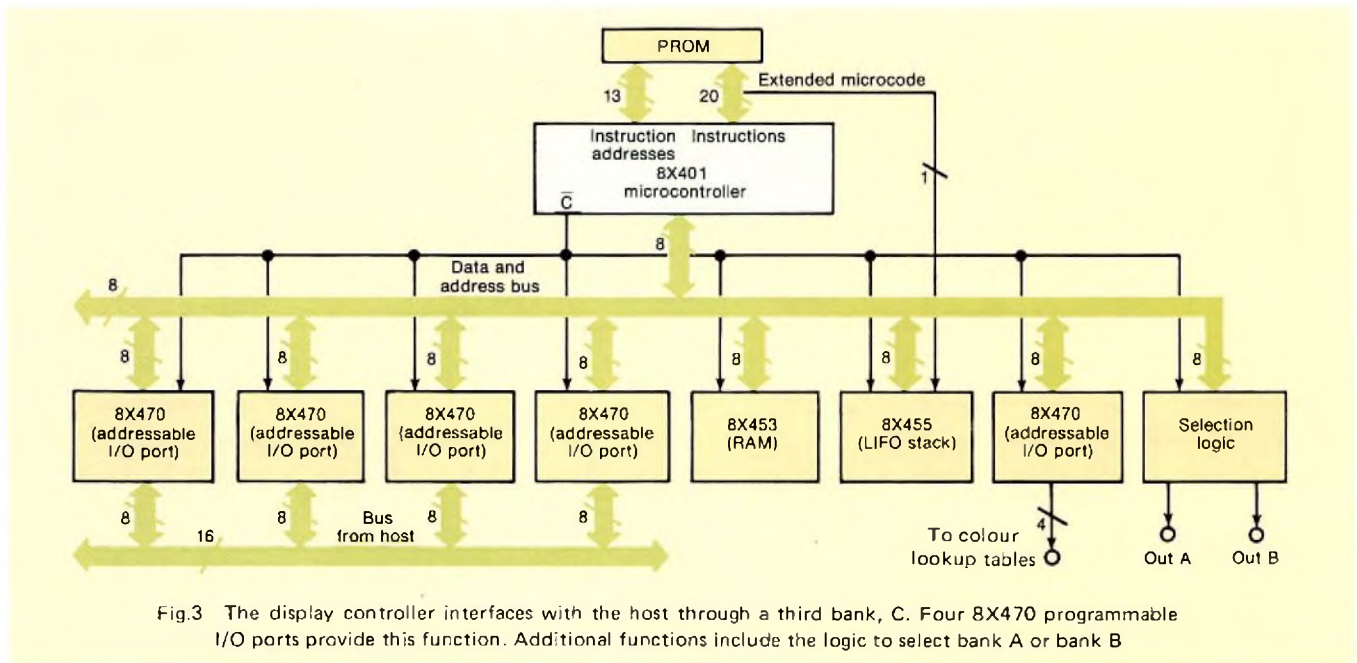 PROM
Extended microcode
13
20
Instruction Instructions
addresses
8X401
microcontroller
C̅
1
8
Data and
address bus
8
8
8
8
8
8
8
8
8
8X470
(addressable
I/O port)
8X470
(addressable
I/O port)
8X470
(addressable
I/O port)
8X470
(addressable
I/O port)
8X453
(RAM)
8X455
(LIFO stack)
8X470
(addressable
I/O port)
Selection
logic
8
8
8
8
16
Bus
from host
4
To colour
lookup tables
Out A
Out B
Fig.3 The display controller interfaces with the host through a third bank, C. Four 8X470 programmable
I/O ports provide this function. Additional functions include the logic to select bank A or bank B